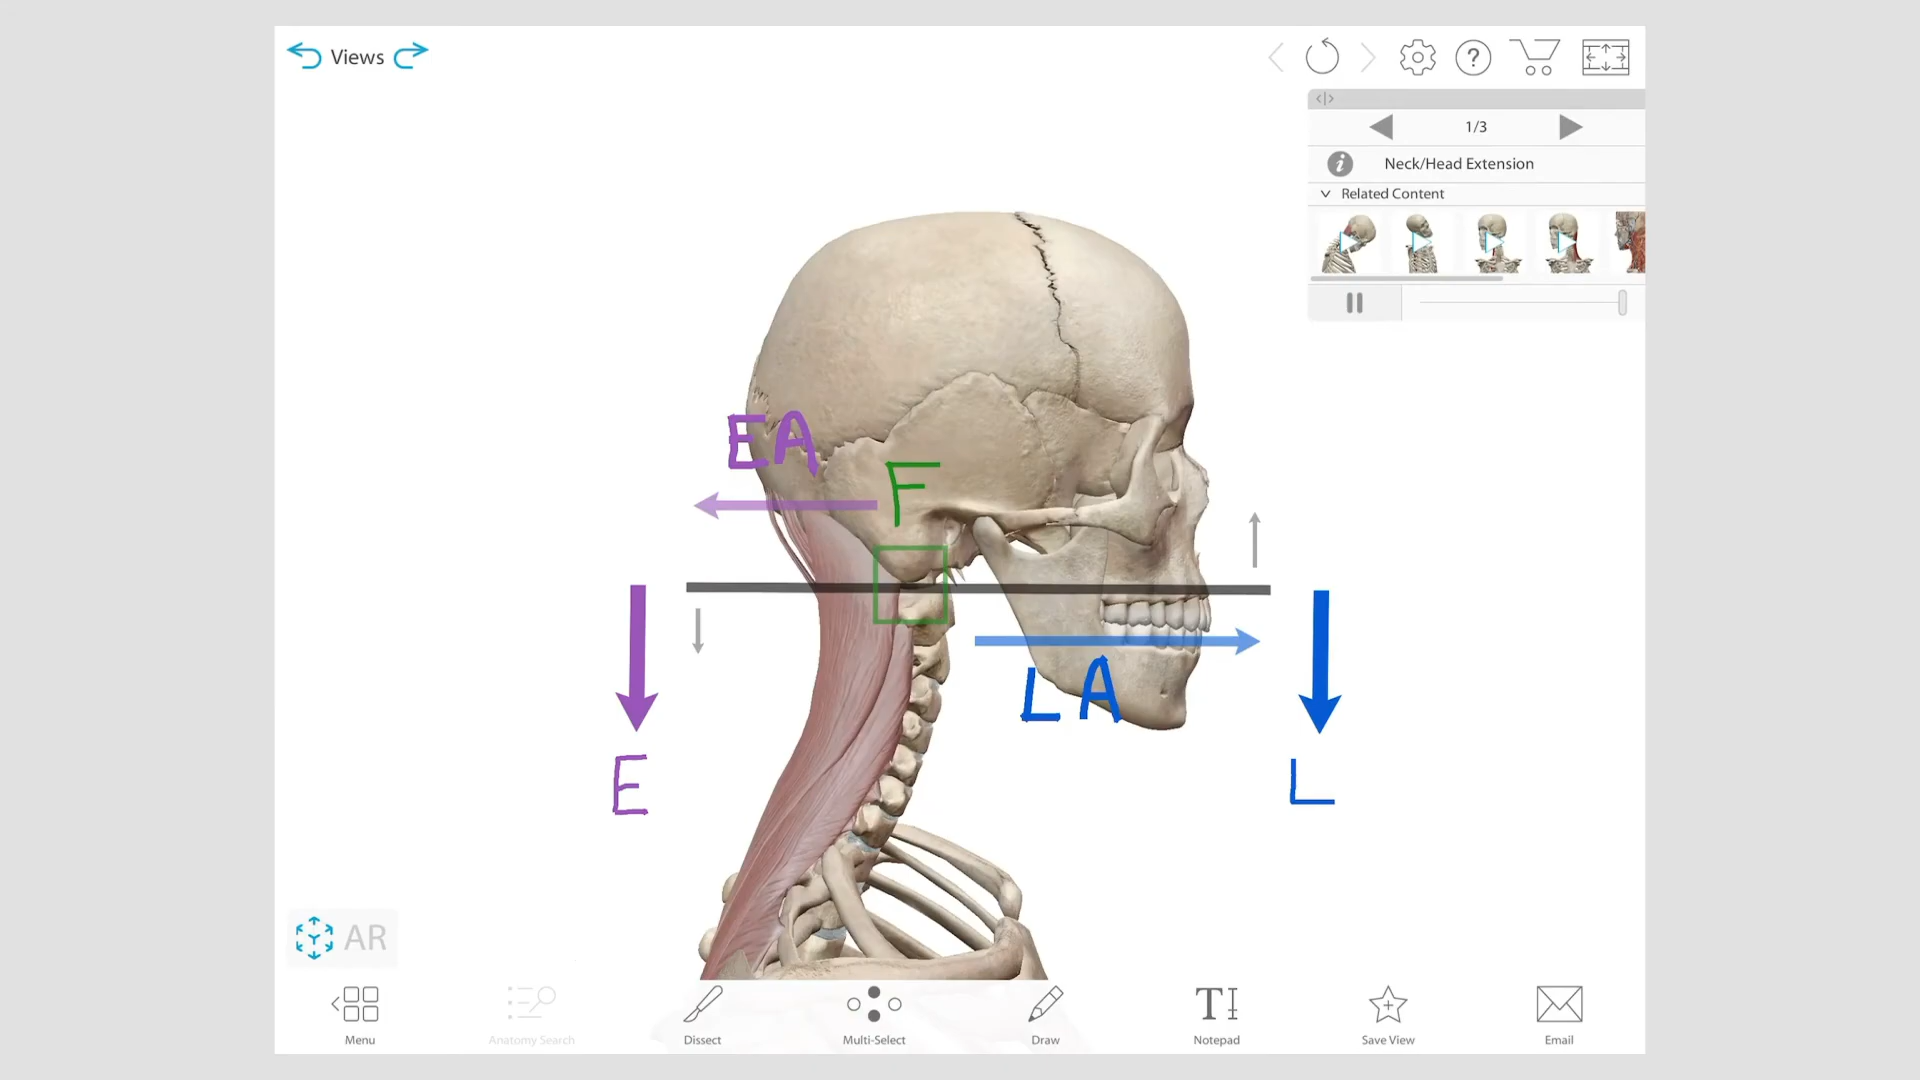 Views
?
1/3
i Neck/Head Extension
Related Content
EA
F
LA
E
L
AR
Menu
Anatomy Search
Dissect
Multi-Select
Draw
Notepad
Save View
Email